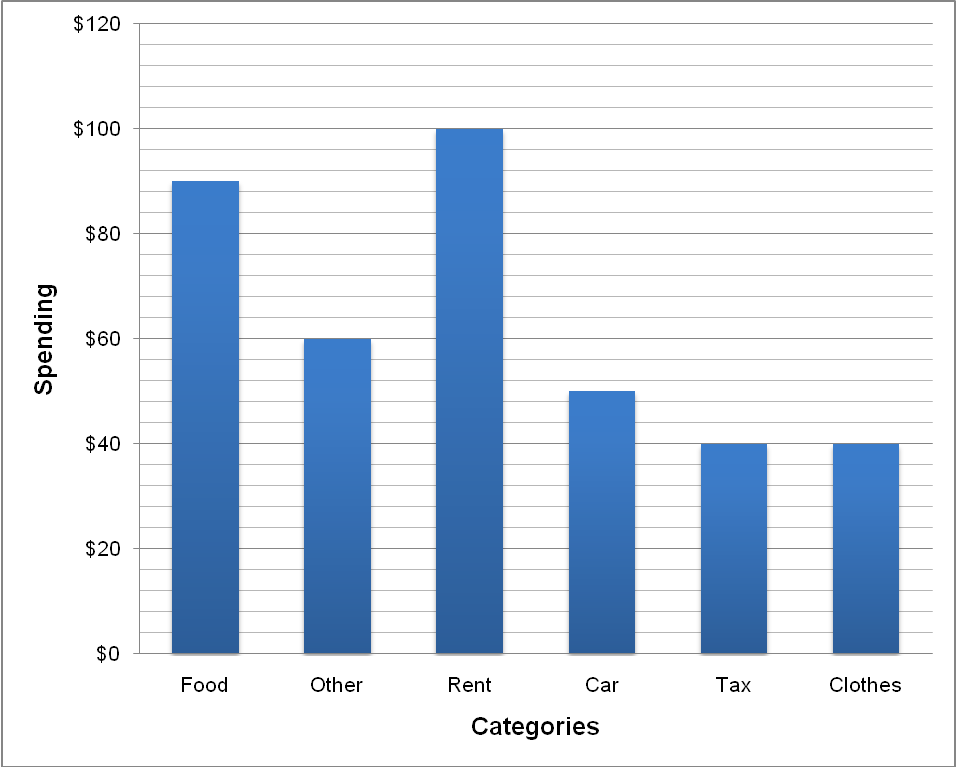 $120
$100
$80
$60
$40
$20
$0
Spending
Food Other Rent Car Tax Clothes
Categories